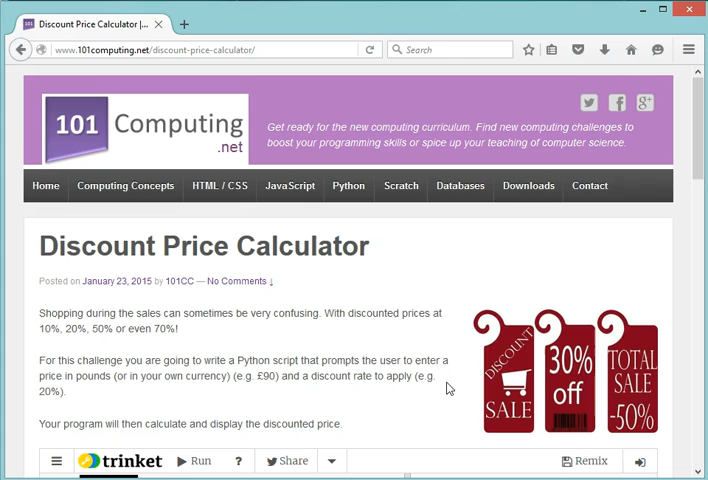 Discount Price Calculator |...
www.101computing.net/discount-price-calculator/
Search
101 Computing
.net
Get ready for the new computing curriculum. Find new computing challenges to
boost your programming skills or spice up your teaching of computer science.
Home Computing Concepts HTML / CSS JavaScript Python Scratch Databases Downloads Contact
Discount Price Calculator
Posted on January 23, 2015 by 101CC — No Comments ↓
Shopping during the sales can sometimes be very confusing. With discounted prices at
10%, 20%, 50% or even 70%!
For this challenge you are going to write a Python script that prompts the user to enter a
price in pounds (or in your own currency) (e.g. £90) and a discount rate to apply (e.g.
20%).
Your program will then calculate and display the discounted price.
DISCOUNT
SALE
30%
off
TOTAL
SALE
-50%
trinket Run ? Share Remix